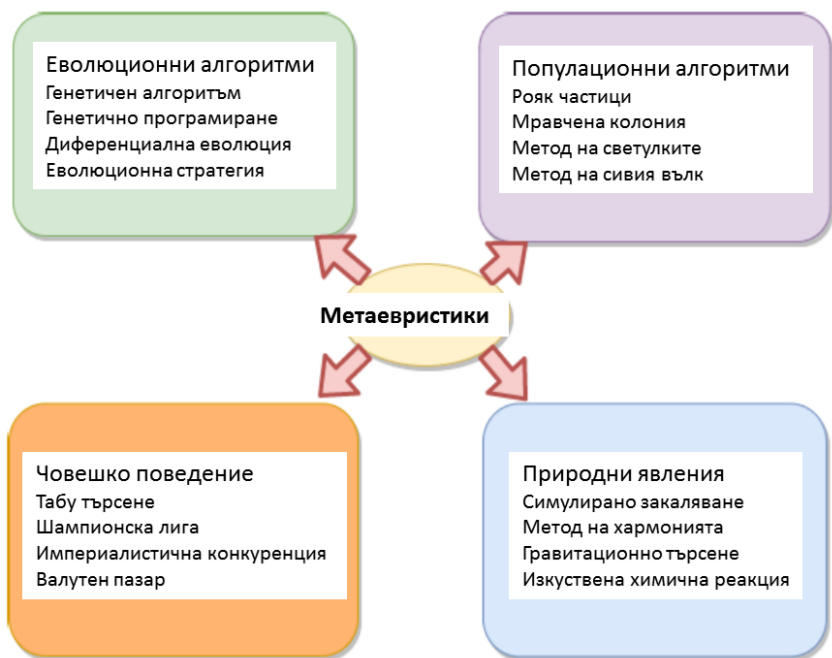 Еволюционни алгоритми
Генетичен алгоритъм
Генетично програмиране
Диференциална еволюция
Еволюционна стратегия
Популационни алгоритми
Рояк частици
Мравчена колония
Метод на светулките
Метод на сивия вълк
Метаевристики
Човешко поведение
Табу търсене
Шампионска лига
Империалистична конкуренция
Валутен пазар
Природни явления
Симулирано закаляване
Метод на хармонията
Гравитационно търсене
Изкуствена химична реакция